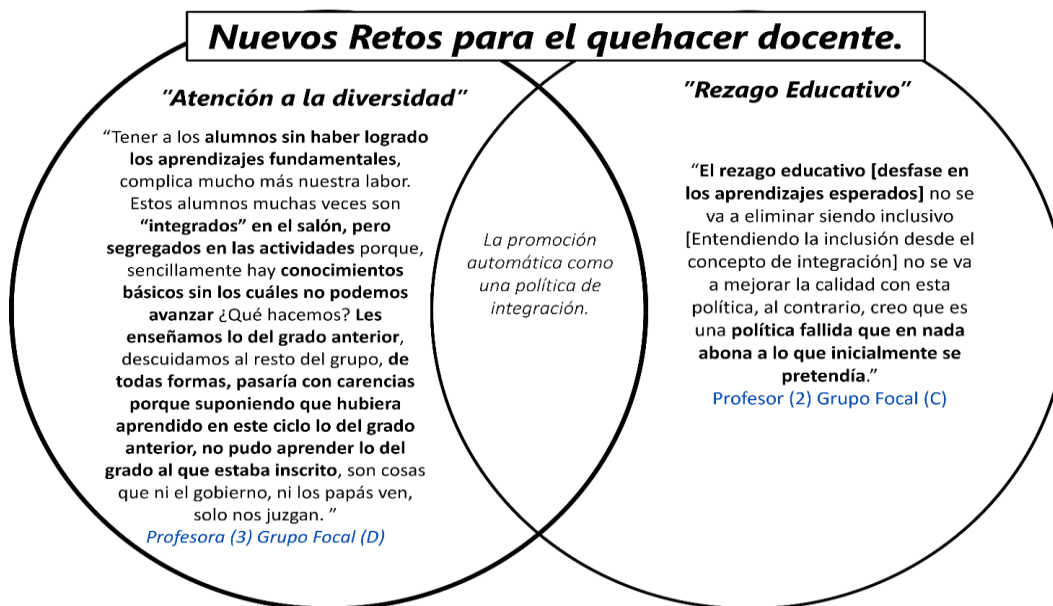 Nuevos Retos para el quehacer docente.
"Atención a la diversidad"
“Tener a los alumnos sin haber logrado
los aprendizajes fundamentales,
complica mucho más nuestra labor.
Estos alumnos muchas veces son
“integrados” en el salón, pero
segregados en las actividades porque,
sencillamente hay conocimientos
básicos sin los cuáles no podemos
avanzar ¿Qué hacemos? Les
enseñamos lo del grado anterior,
descuidamos al resto del grupo, de
todas formas, pasaría con carencias
porque suponiendo que hubiera
aprendido en este ciclo lo del grado
anterior, no pudo aprender lo del
grado al que estaba inscrito, son cosas
que ni el gobierno, ni los papás ven,
solo nos juzgan. ”
Profesora (3) Grupo Focal (D)
La promoción
automática como
una política de
integración.
"Rezago Educativo"
“El rezago educativo [desfase en
los aprendizajes esperados] no se
va a eliminar siendo inclusivo
[Entendiendo la inclusión desde el
concepto de integración] no se va
a mejorar la calidad con esta
política, al contrario, creo que es
una política fallida que en nada
abona a lo que inicialmente se
pretendía.”
Profesor (2) Grupo Focal (C)